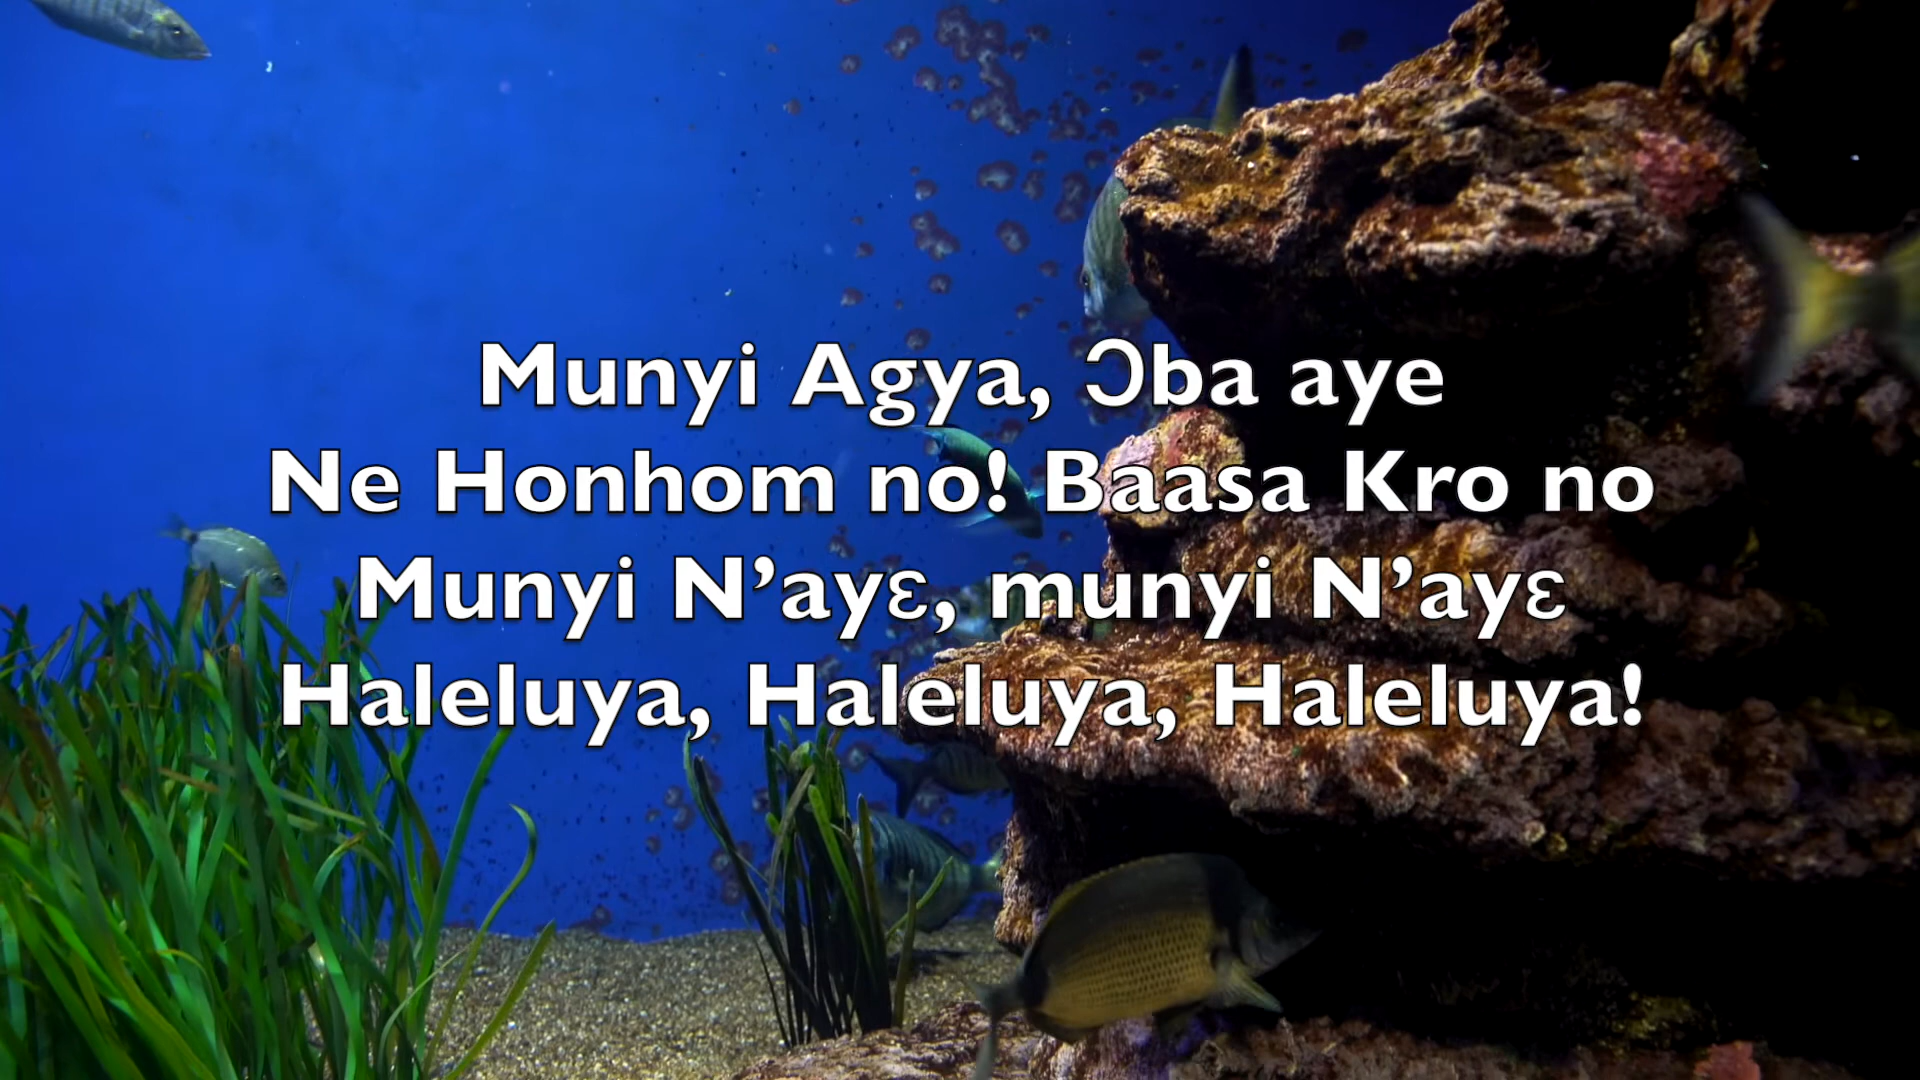 Munyi Agya, Ɔba aye
Ne Honhom no! Baasa Kro no
Munyi N’ayɛ, munyi N’ayɛ
Haleluya, Haleluya, Haleluya!